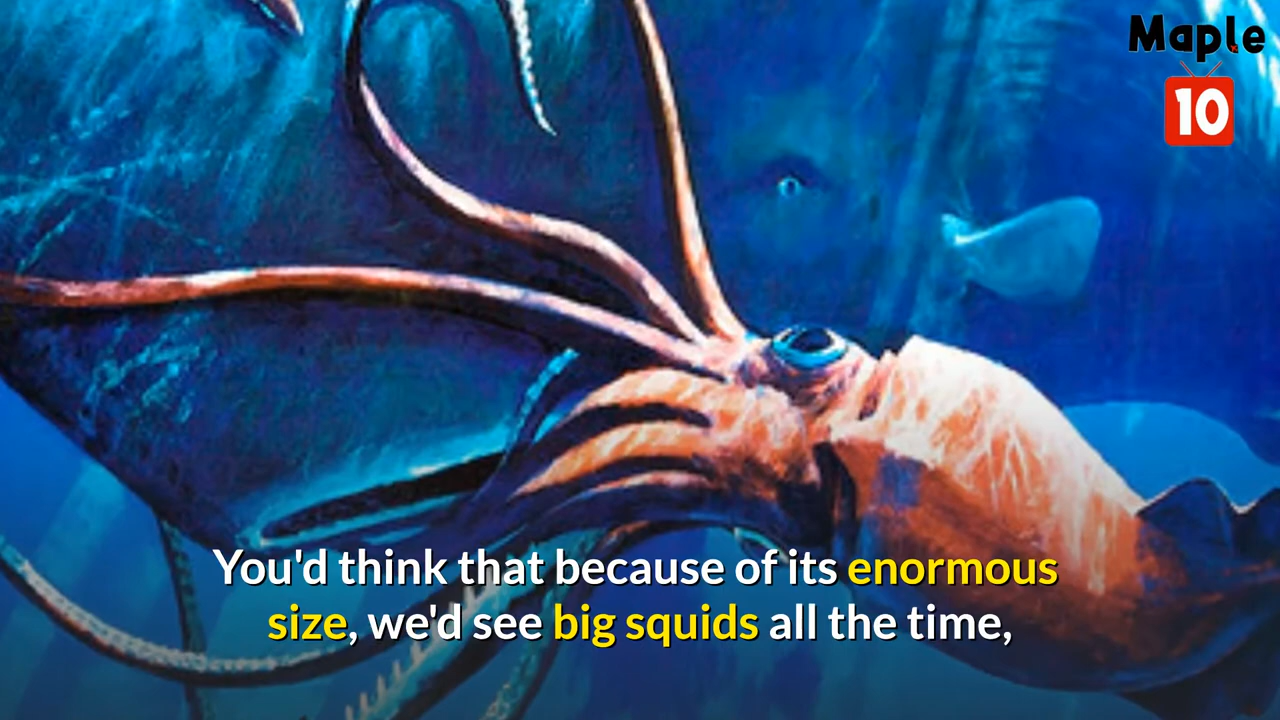 Maple
10
You'd think that because of its enormous
size, we'd see big squids all the time,